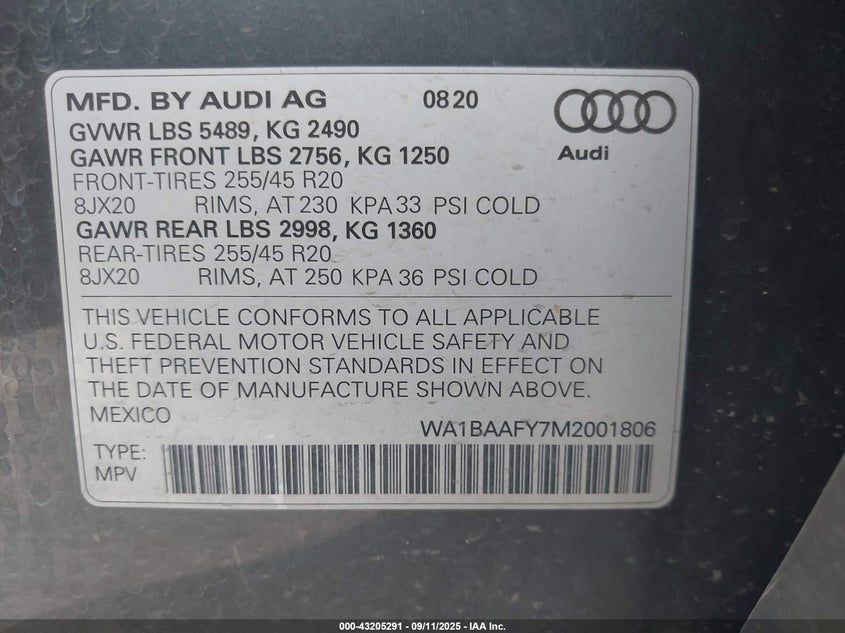 MFD. BY AUDI AG 0820
GVWR LBS 5489, KG 2490
Audi
GAWR FRONT LBS 2756, KG 1250
FRONT-TIRES 255/45 R20
8JX20 RIMS, AT 230 KPA 33 PSI COLD
GAWR REAR LBS 2998, KG 1360
REAR-TIRES 255/45 R20
8JX20 RIMS, AT 250 KPA 36 PSI COLD
THIS VEHICLE CONFORMS TO ALL APPLICABLE
U.S. FEDERAL MOTOR VEHICLE SAFETY AND
THEFT PREVENTION STANDARDS IN EFFECT ON
THE DATE OF MANUFACTURE SHOWN ABOVE.
MEXICO
WA1BAAFY7M2001806
TYPE:
MPV
000-43205291 - 09/11/2025 - IAA Inc.